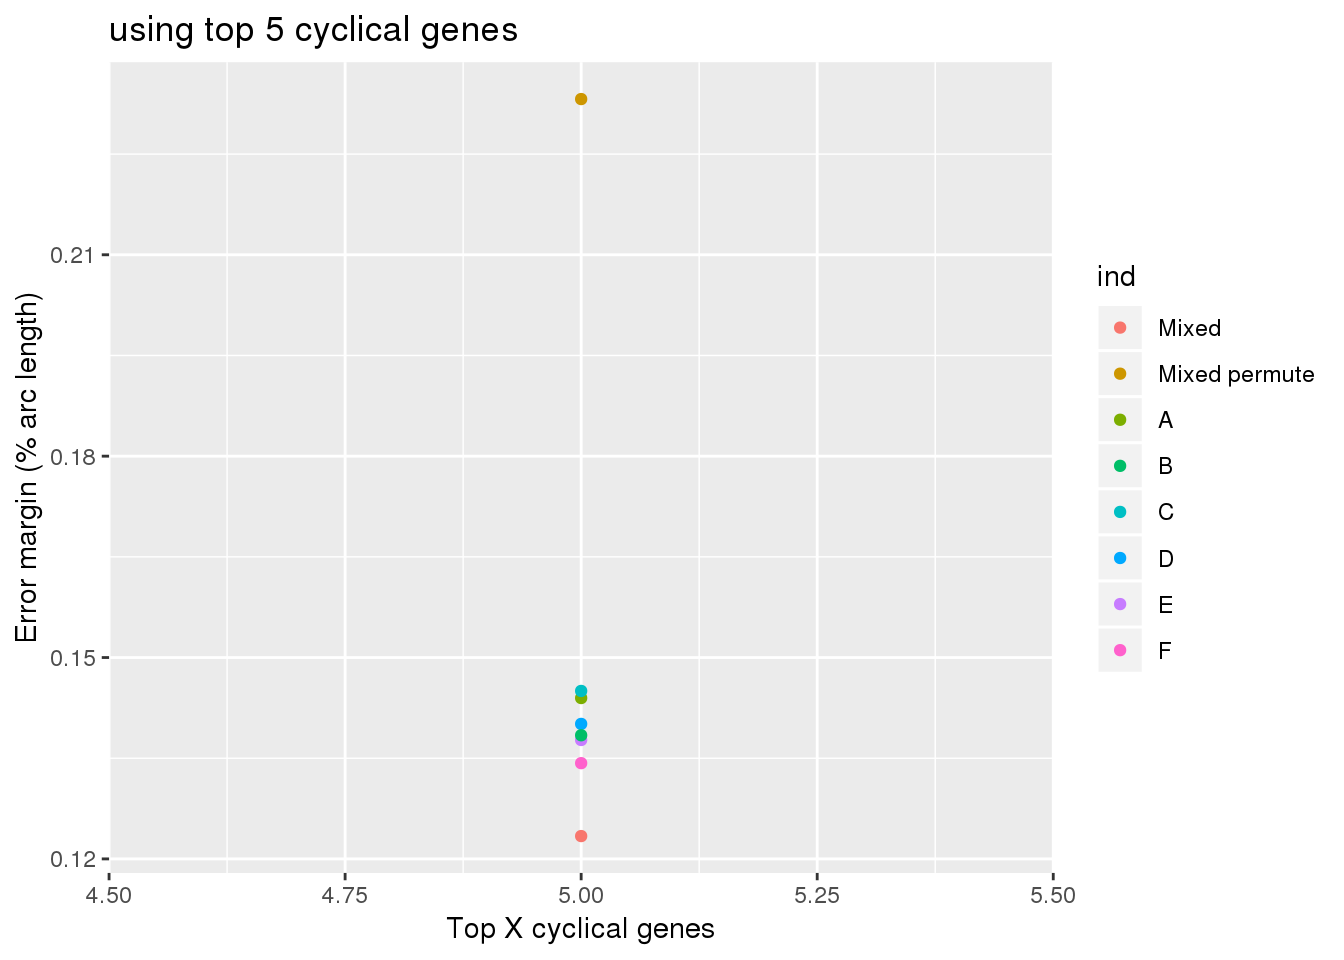 using top 5 cyclical genes
Error margin (% arc length)
0.21
0.18
0.15
0.12
4.50
4.75
5.00
5.25
5.50
Top X cyclical genes
ind
Mixed
Mixed permute
A
B
C
D
E
F